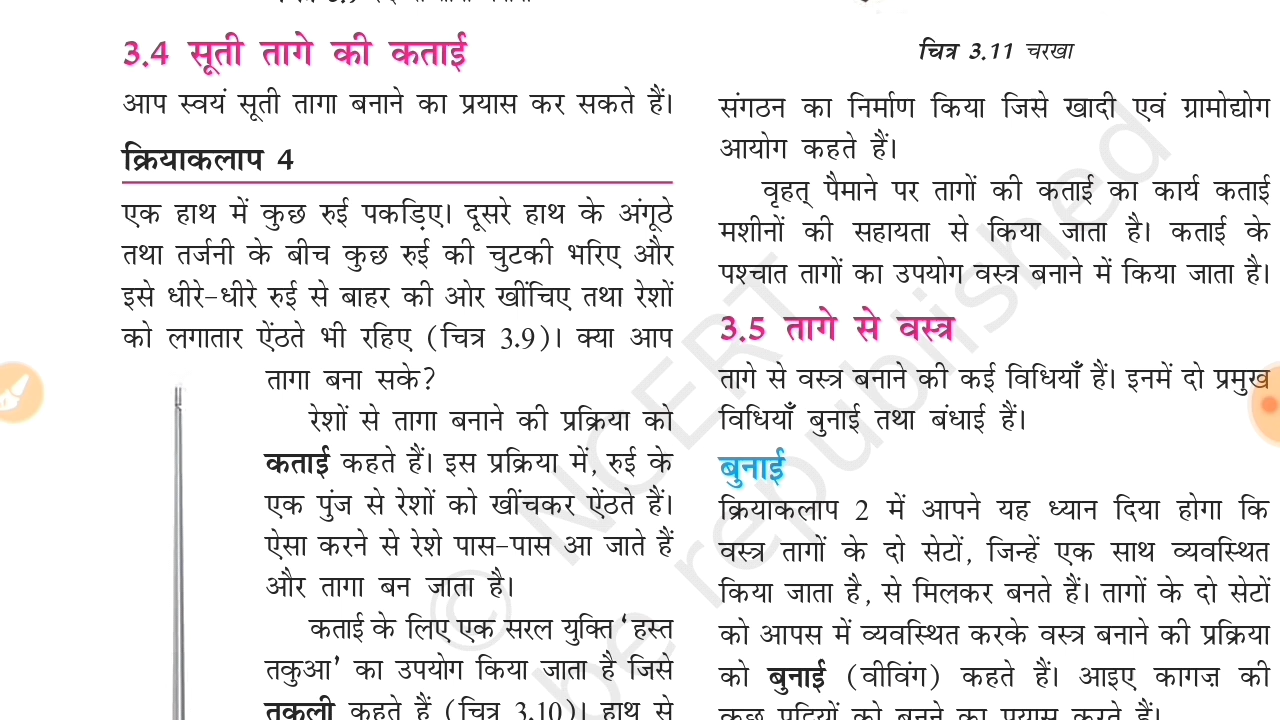 3.4 सूती तागे की कताई
आप स्वयं सूती तागा बनाने का प्रयास कर सकते हैं।
क्रियाकलाप 4
एक हाथ में कुछ रुई पकड़िए। दूसरे हाथ के अंगूठे
तथा तर्जनी के बीच कुछ रुई की चुटकी भरिए और
इसे धीरे-धीरे रुई से बाहर की ओर खींचिए तथा रेशों
को लगातार ऐंठते भी रहिए (चित्र 3.9)। क्या आप
तागा बना सके?
रेशों से तागा बनाने की प्रक्रिया को
कताई कहते हैं। इस प्रक्रिया में, रुई के
एक पुंज से रेशों को खींचकर ऐंठते हैं।
ऐसा करने से रेशे पास-पास आ जाते हैं
और तागा बन जाता है।
कताई के लिए एक सरल युक्ति ‘हस्त
तकुआ’ का उपयोग किया जाता है जिसे
तकली कहते हैं (चित्र 3.10)। हाथ से
चित्र 3.11 चरखा
संगठन का निर्माण किया जिसे खादी एवं ग्रामोद्योग
आयोग कहते हैं।
वृहत् पैमाने पर तागों की कताई का कार्य कताई
मशीनों की सहायता से किया जाता है। कताई के
पश्चात तागों का उपयोग वस्त्र बनाने में किया जाता है।
3.5 तागे से वस्त्र
तागे से वस्त्र बनाने की कई विधियाँ हैं। इनमें दो प्रमुख
विधियाँ बुनाई तथा बंधाई हैं।
बुनाई
क्रियाकलाप 2 में आपने यह ध्यान दिया होगा कि
वस्त्र तागों के दो सेटों, जिन्हें एक साथ व्यवस्थित
किया जाता है, से मिलकर बनते हैं। तागों के दो सेटों
को आपस में व्यवस्थित करके वस्त्र बनाने की प्रक्रिया
को बुनाई (वीविंग) कहते हैं। आइए कागज़ की
कुछ पट्टियों को बुनने का प्रयास करते हैं।
© NCERT
be republished